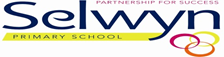 PARTNERSHIP FOR SUCCESS
Selwyn
PRIMARY SCHOOL